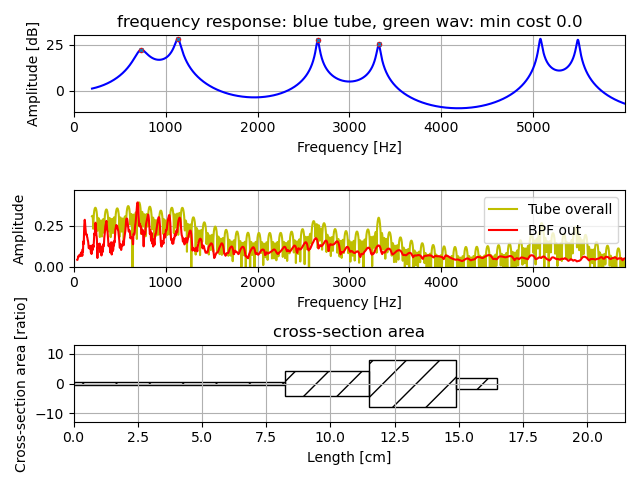 frequency response: blue tube, green wav: min cost 0.0
Amplitude [dB]
25
0
0 1000 2000 3000 4000 5000
Frequency [Hz]
Amplitude
0.25
0.00
Tube overall
BPF out
0 1000 2000 3000 4000 5000
Frequency [Hz]
cross-section area
Cross-section area [ratio]
10
0
−10
0.0 2.5 5.0 7.5 10.0 12.5 15.0 17.5 20.0
Length [cm]